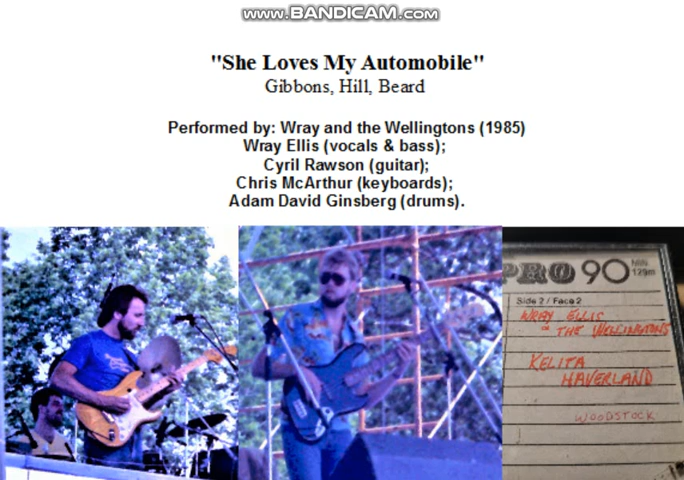 www.BANDICAM.com
"She Loves My Automobile"
Gibbons, Hill, Beard
Performed by: Wray and the Wellingtons (1985)
Wray Ellis (vocals & bass);
Cyril Rawson (guitar);
Chris McArthur (keyboards);
Adam David Ginsberg (drums).
PRO 90 MIN 129m
Side 2 / Face 2
WRAY ELLIS
THE WELLINGTONS
KELITA
HAVERLAND
WOODSTOCK